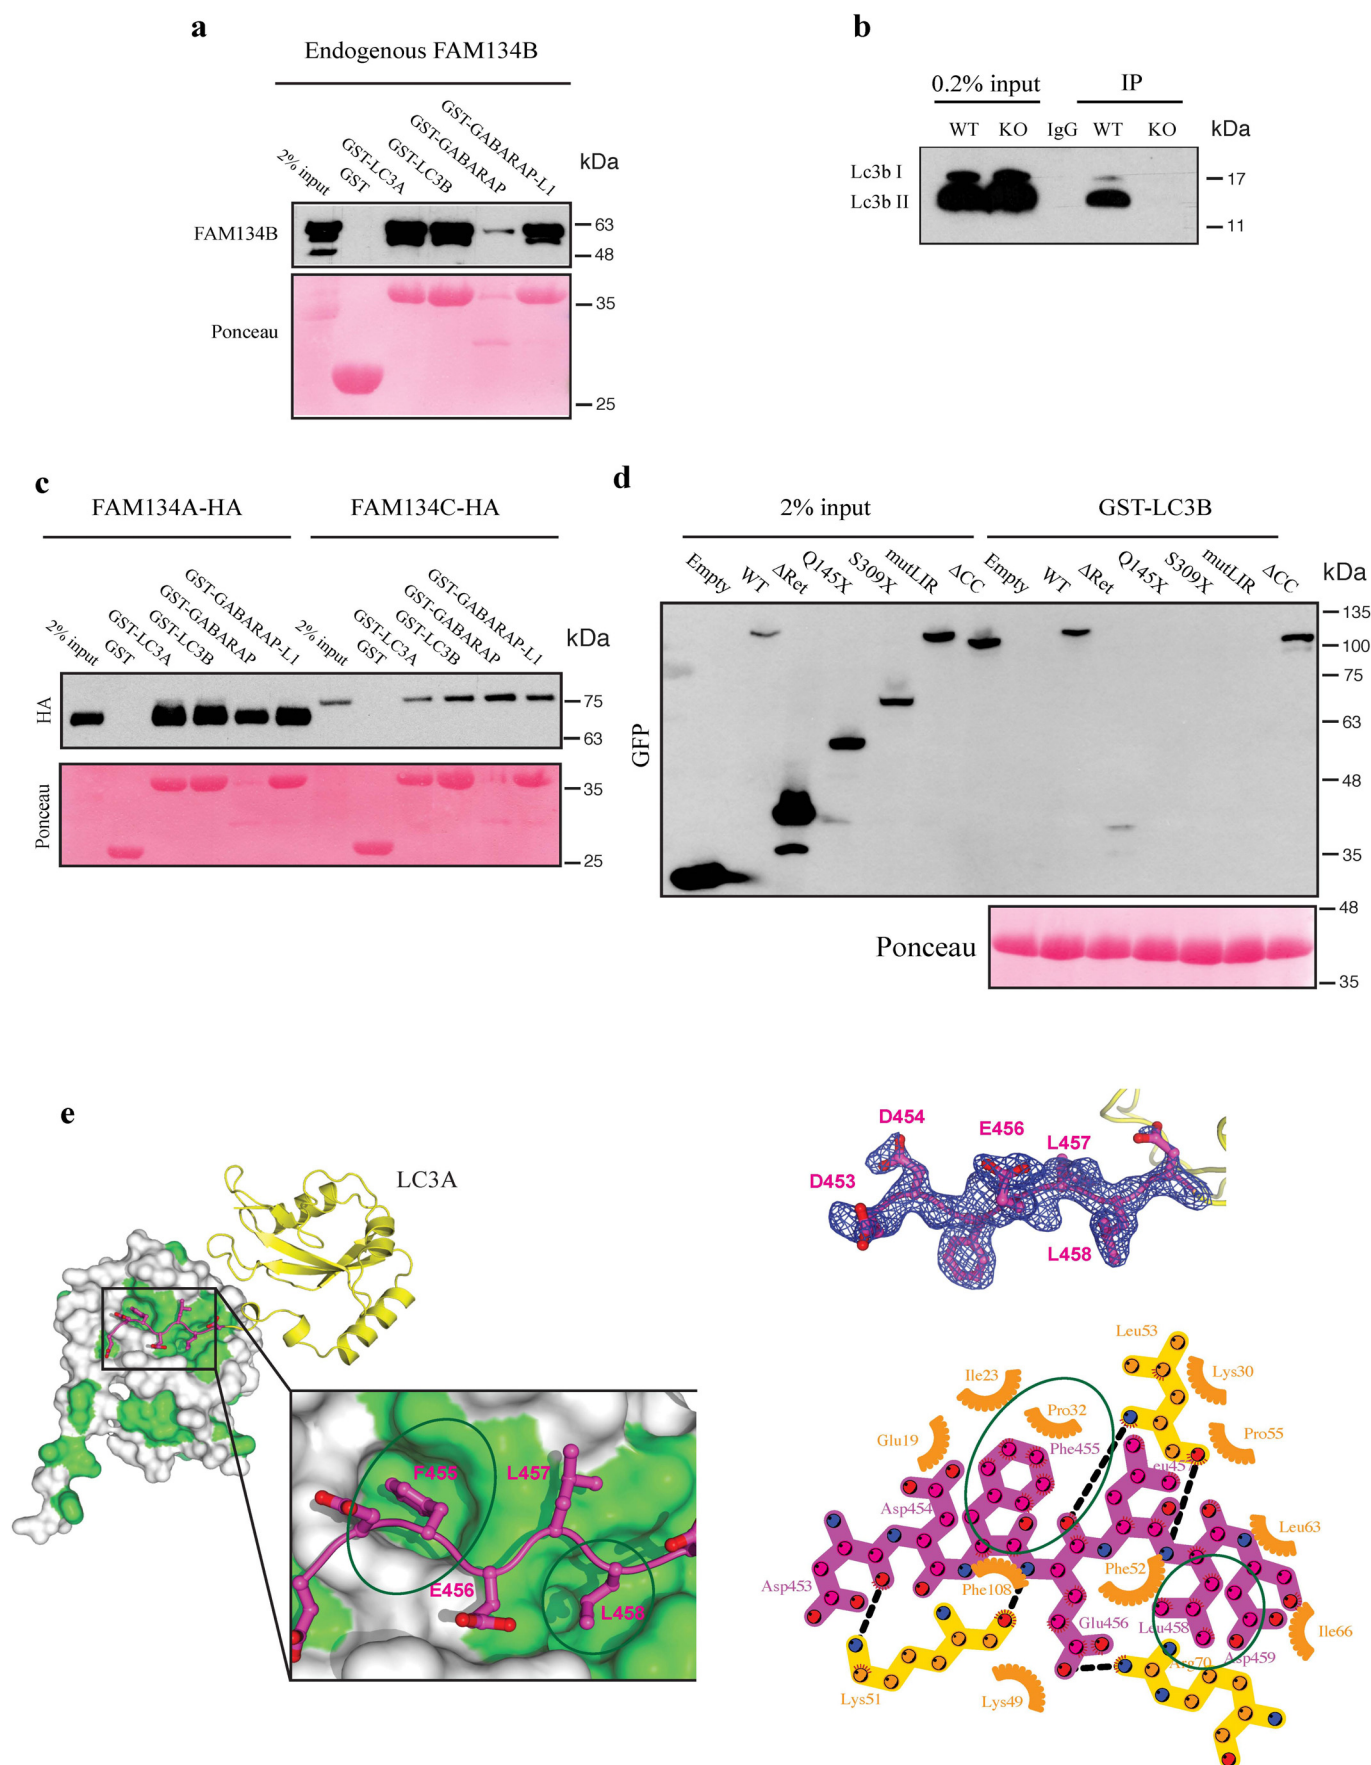 a
Endogenous FAM134B
2% input
GST
GST-LC3A
GST-LC3B
GST-GABARAP
GST-GABARAP-L1
kDa
FAM134B
63
48
Ponceau
35
25
b
0.2% input
IP
WT
KO
IgG
WT
KO
kDa
Lc3b I
Lc3b II
17
11
c
FAM134A-HA
FAM134C-HA
2% input
GST
GST-LC3A
GST-LC3B
GST-GABARAP
GST-GABARAP-L1
2% input
GST
GST-LC3A
GST-LC3B
GST-GABARAP
GST-GABARAP-L1
kDa
HA
75
63
Ponceau
35
25
d
2% input
GST-LC3B
Empty
WT
ΔRet
Q145X
S309X
mutLIR
ΔCC
Empty
WT
ΔRet
Q145X
S309X
mutLIR
ΔCC
kDa
GFP
135
100
75
63
48
35
Ponceau
48
35
e
LC3A
F455
L457
E456
L458
D454
E456
L457
D453
L458
Leu53
Ile23
Lys30
Pro32
Glu19
Phe455
Pro55
Leu45
Asp454
Leu63
Phe52
Asp453
Phe108
Glu456
Leu458
Ile66
Asp459
Arg70
Lys51
Lys49